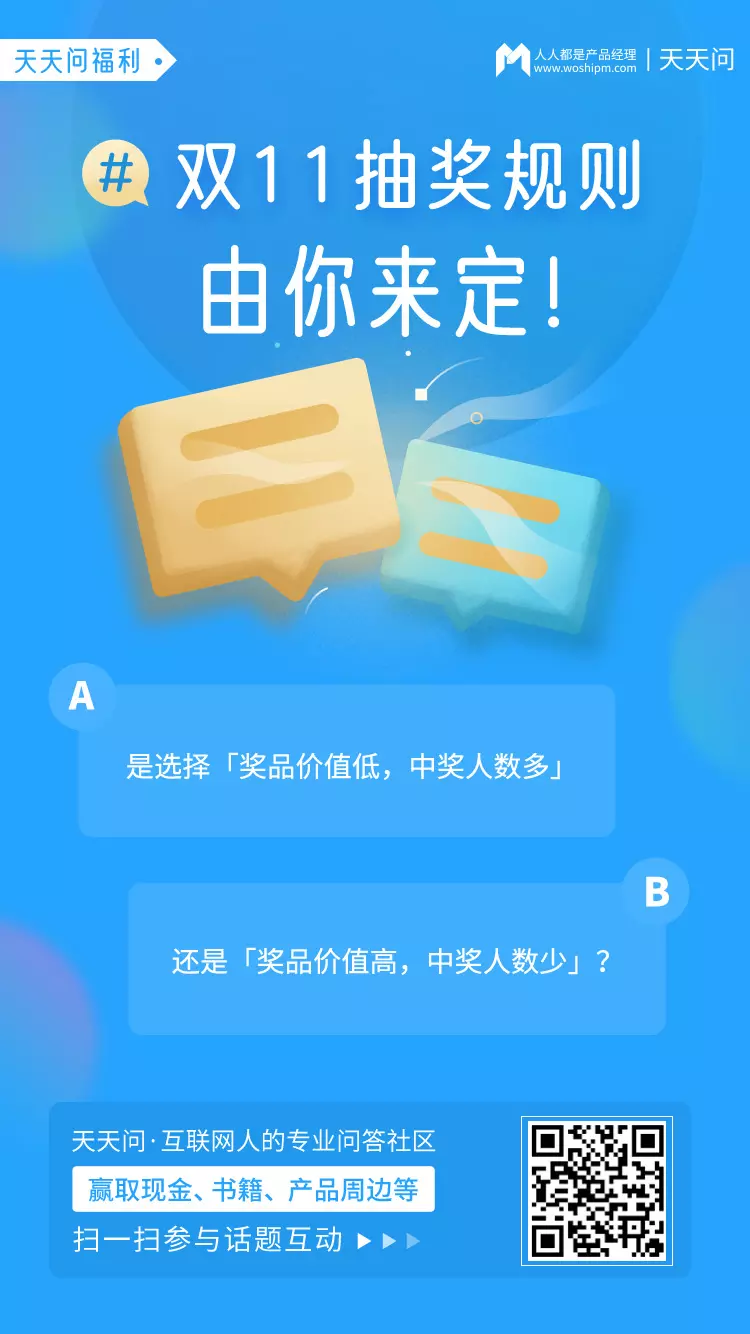 天天问福利
人人都是产品经理
www.woshipm.com
天天问
# 双11抽奖规则
由你来定!
A
是选择「奖品价值低，中奖人数多」
B
还是「奖品价值高，中奖人数少」？
天天问·互联网人的专业问答社区
赢取现金、书籍、产品周边等
扫一扫参与话题互动